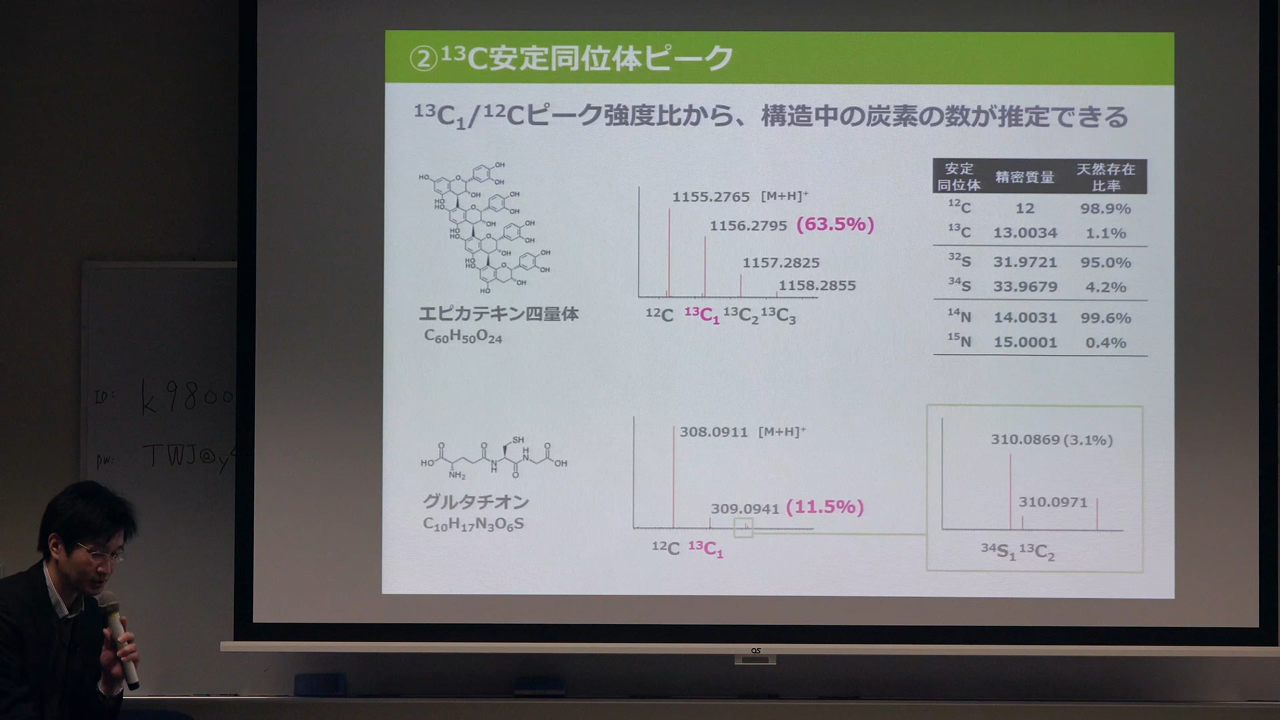 ②¹³C安定同位体ピーク
¹³C₁/¹²Cピーク強度比から、構造中の炭素の数が推定できる
エピカテキン四量体
C₆₀H₅₀O₂₄
1155.2765 [M+H]⁺
1156.2795 (63.5%)
1157.2825
1158.2855
¹²C ¹³C₁ ¹³C₂ ¹³C₃
安定同位体 精密質量 天然存在比率
¹²C 12 98.9%
¹³C 13.0034 1.1%
³²S 31.9721 95.0%
³⁴S 33.9679 4.2%
¹⁴N 14.0031 99.6%
¹⁵N 15.0001 0.4%
グルタチオン
C₁₀H₁₇N₃O₆S
308.0911 [M+H]⁺
309.0941 (11.5%)
¹²C ¹³C₁
310.0869 (3.1%)
310.0971
³⁴S₁ ¹³C₂
ID: k9800
pw: TWJ@y
OS